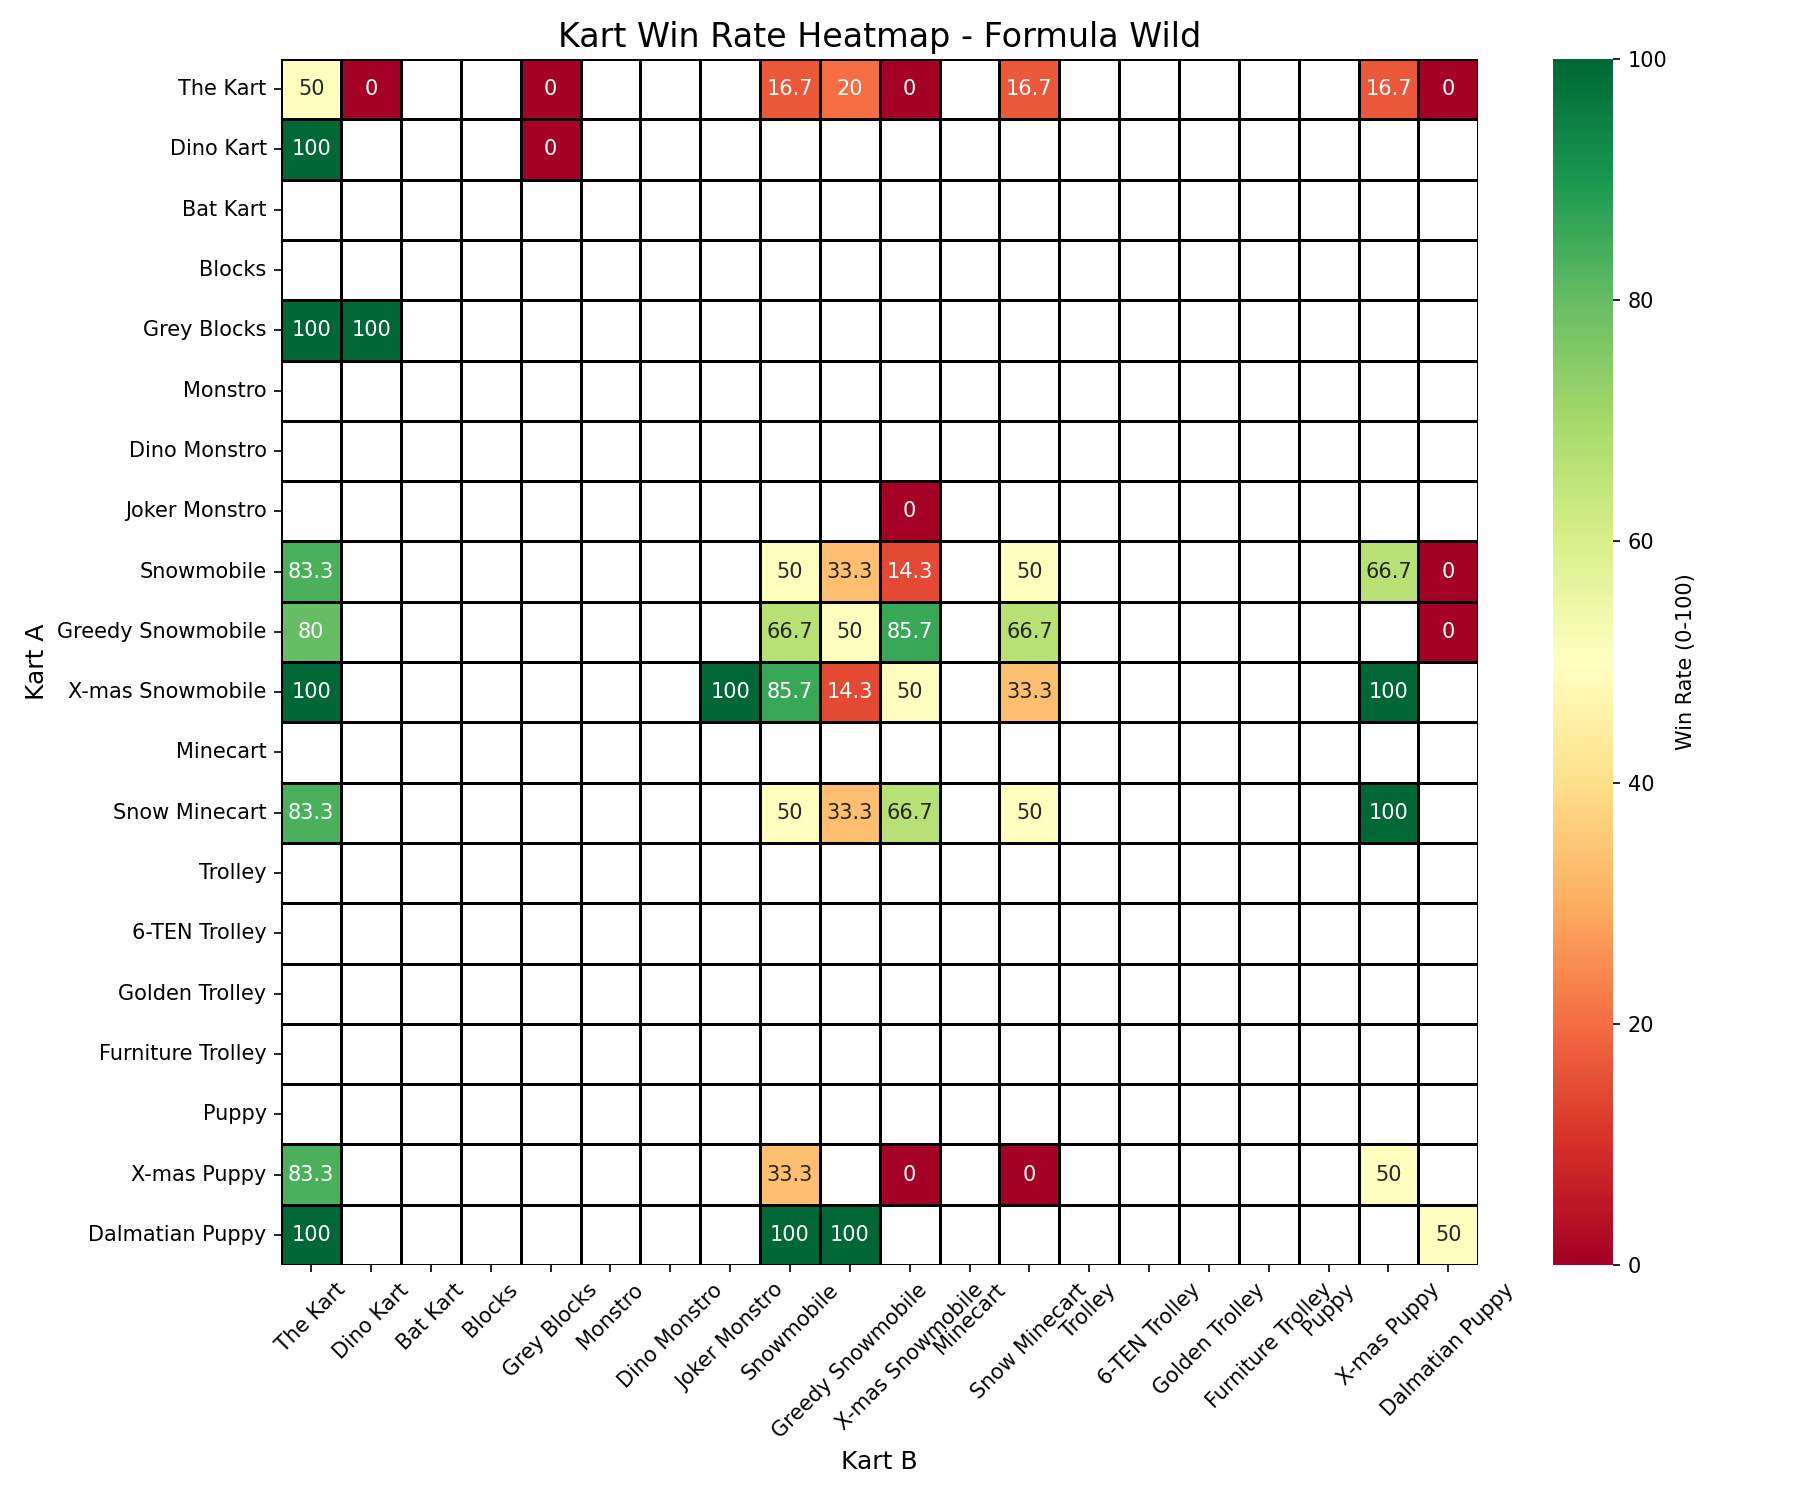 Kart Win Rate Heatmap - Formula Wild
The Kart 50 0 0 16.7 20 0 16.7 16.7 0
Dino Kart 100 0
Bat Kart
Blocks
Grey Blocks 100 100
Monstro
Dino Monstro
Joker Monstro 0
Snowmobile 83.3 50 33.3 14.3 50 66.7 0
Greedy Snowmobile 80 66.7 50 85.7 66.7 0
X-mas Snowmobile 100 100 85.7 14.3 50 33.3 100
Minecart
Snow Minecart 83.3 50 33.3 66.7 50 100
Trolley
6-TEN Trolley
Golden Trolley
Furniture Trolley
Puppy
X-mas Puppy 83.3 33.3 0 0 50
Dalmatian Puppy 100 100 100 50
Kart A
The Kart
Dino Kart
Bat Kart
Blocks
Grey Blocks
Monstro
Dino Monstro
Joker Monstro
Snowmobile
Greedy Snowmobile
X-mas Snowmobile
Minecart
Snow Minecart
Trolley
6-TEN Trolley
Golden Trolley
Furniture Trolley
Puppy
X-mas Puppy
Dalmatian Puppy
Kart B
100
80
60
40
20
0
Win Rate (0-100)